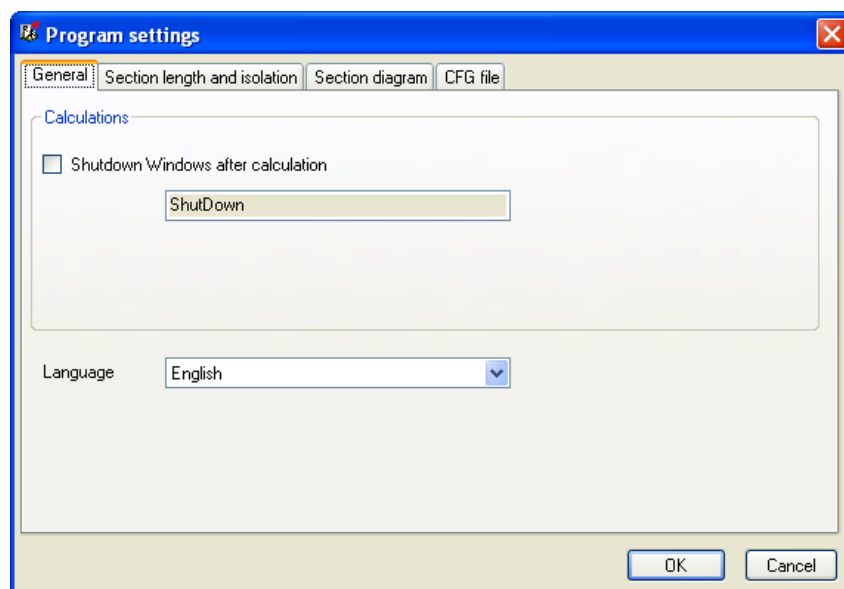 Program settings
General Section length and isolation Section diagram CFG file
Calculations
Shutdown Windows after calculation
ShutDown
Language English
OK Cancel